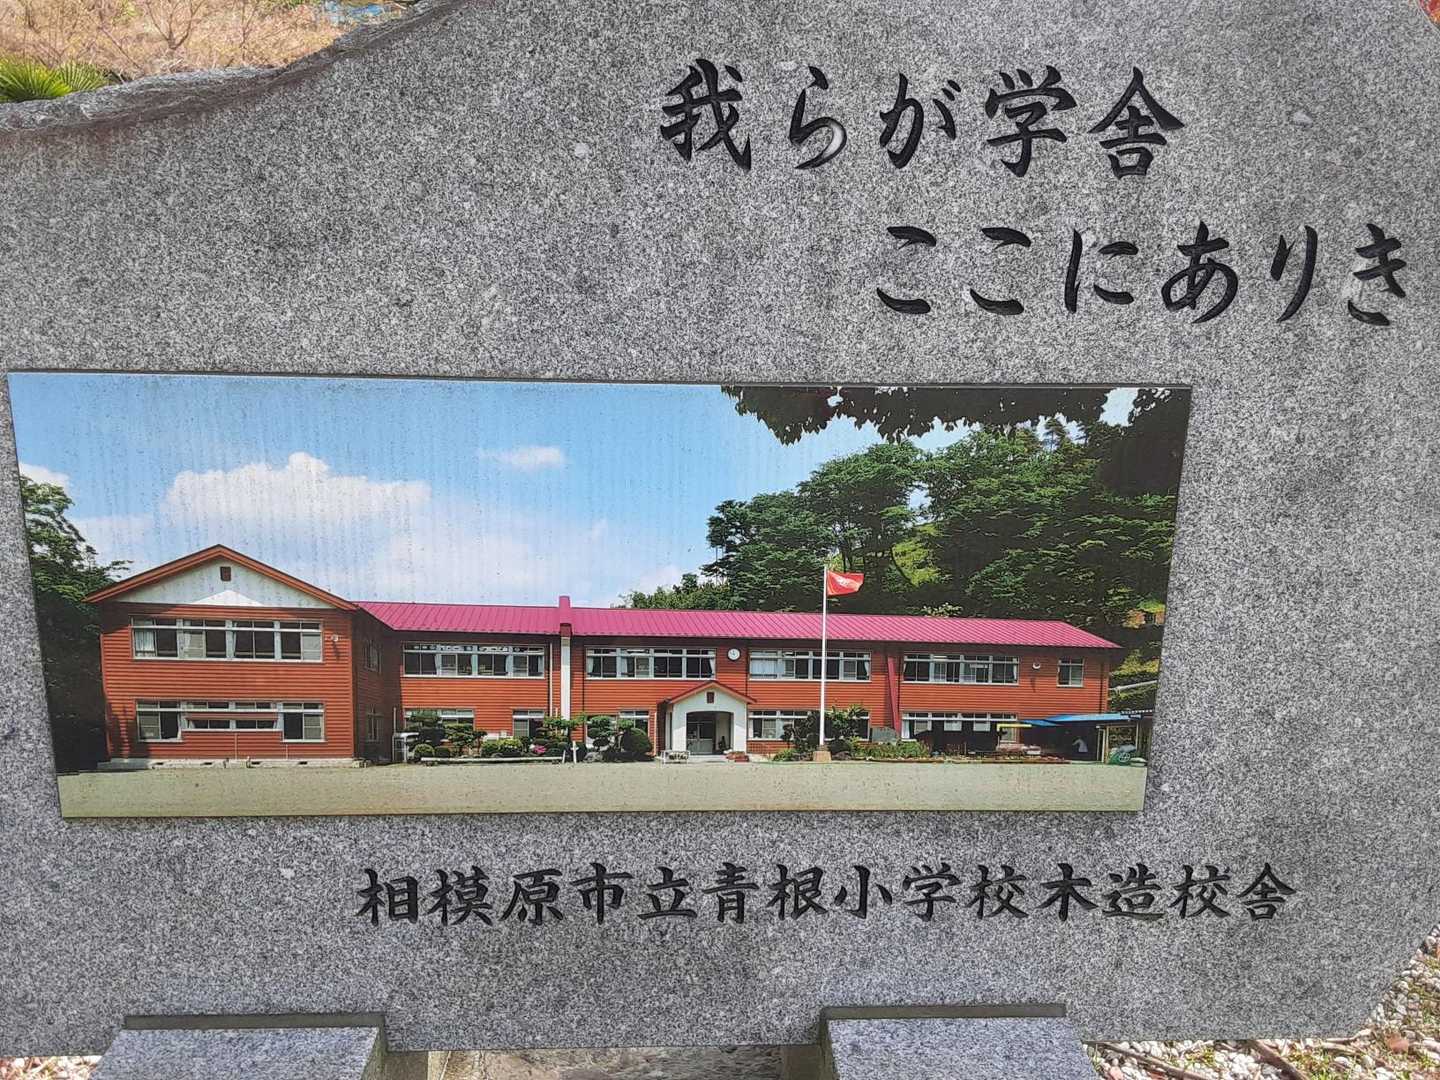 我らが学舎
ここにありき
相模原市立青根小学校木造校舎